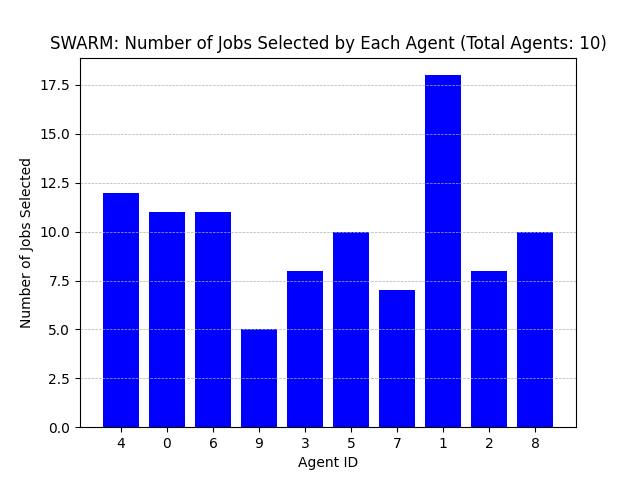 SWARM: Number of Jobs Selected by Each Agent (Total Agents: 10)
Number of Jobs Selected
17.5
15.0
12.5
10.0
7.5
5.0
2.5
0.0
4 0 6 9 3 5 7 1 2 8
Agent ID